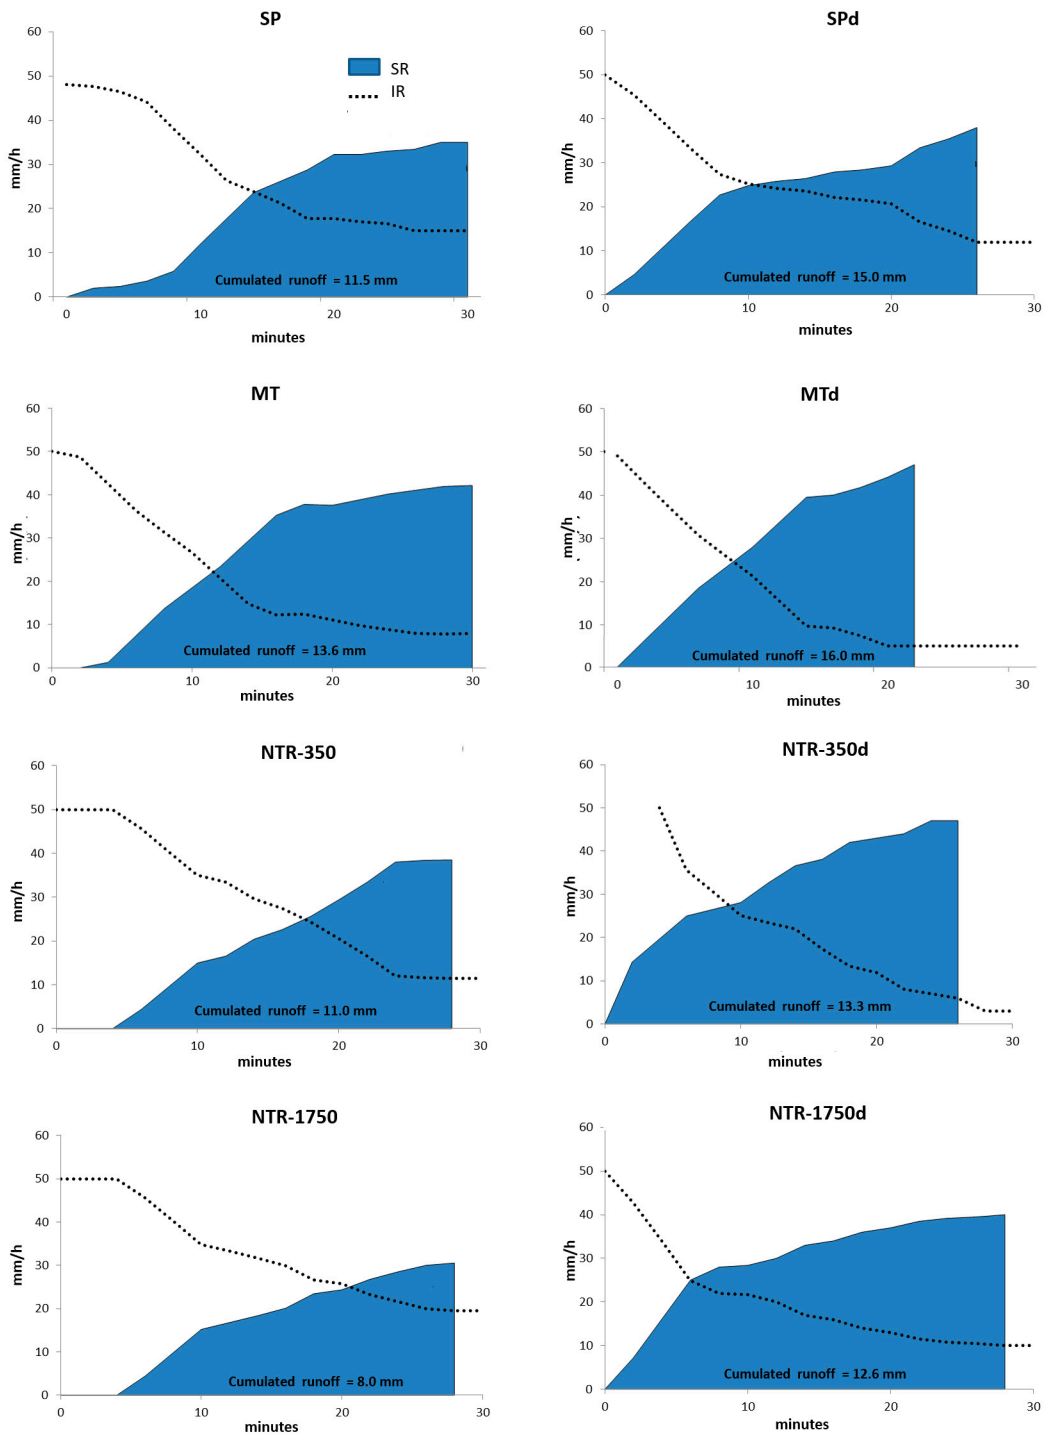 SP
60
50
40
30
20
10
0
mm/h
SR
IR
Cumulated runoff = 11.5 mm
0 10 20 30
minutes
SPd
60
50
40
30
20
10
0
mm/h
Cumulated runoff = 15.0 mm
0 10 20 30
minutes
MT
60
50
40
30
20
10
0
mm/h
Cumulated runoff = 13.6 mm
0 10 20 30
minutes
MTd
60
50
40
30
20
10
0
mm/h
Cumulated runoff = 16.0 mm
0 10 20 30
minutes
NTR-350
60
50
40
30
20
10
0
mm/h
Cumulated runoff = 11.0 mm
0 10 20 30
minutes
NTR-350d
60
50
40
30
20
10
0
mm/h
Cumulated runoff = 13.3 mm
0 10 20 30
minutes
NTR-1750
60
50
40
30
20
10
0
mm/h
Cumulated runoff = 8.0 mm
0 10 20 30
minutes
NTR-1750d
60
50
40
30
20
10
0
mm/h
Cumulated runoff = 12.6 mm
0 10 20 30
minutes